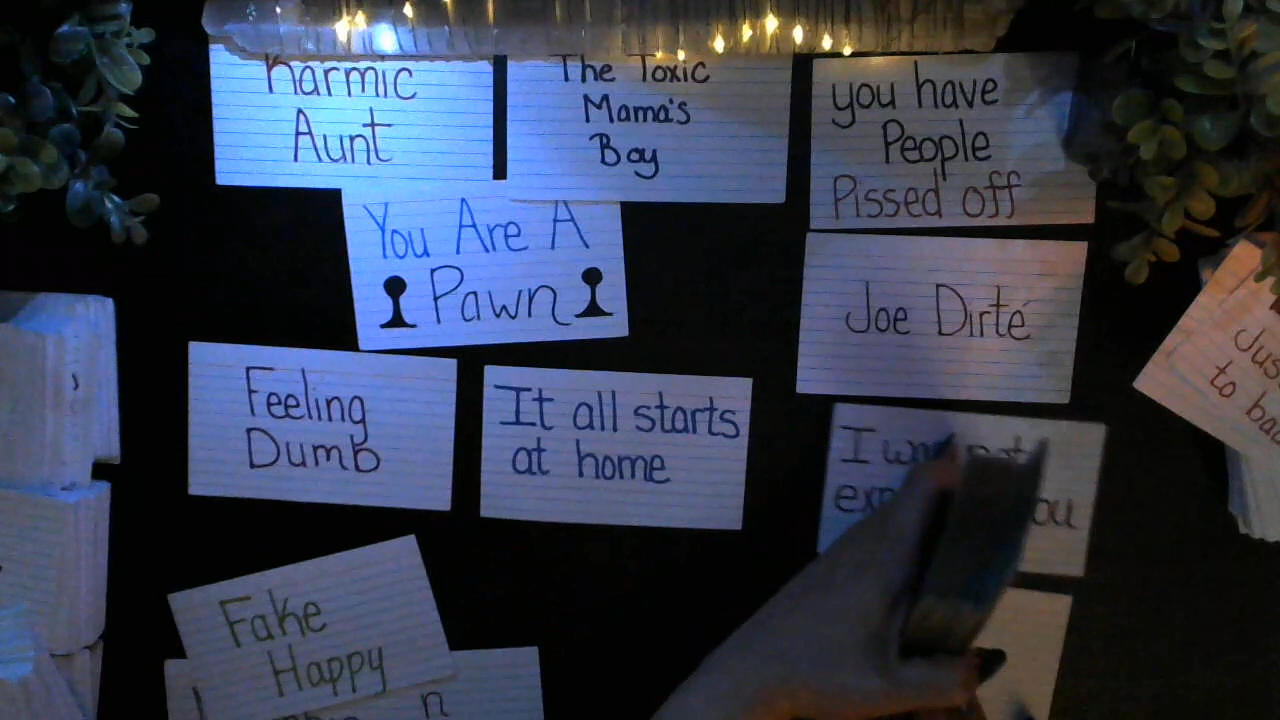 Karmic
Aunt
The Toxic
Mama's
Boy
you have
People
Pissed off
You Are A
Pawn
Joe Dirté
Feeling
Dumb
It all starts
at home
I
Fake
Happy
to